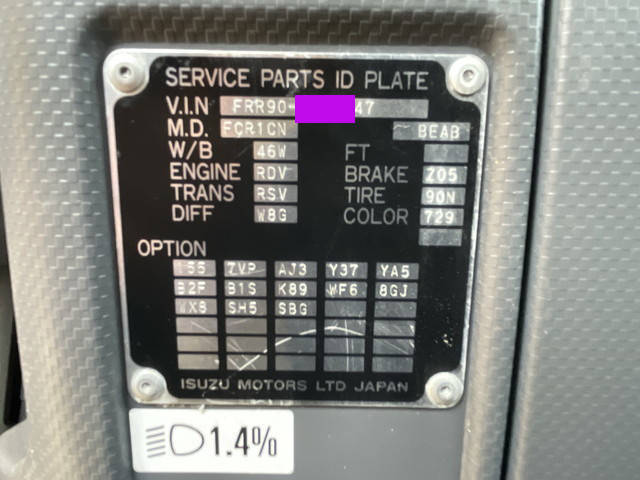 SERVICE PARTS ID PLATE
V.I.N FRR90- 47
M.D. FCR1CN BEAB
W/B 46W FT
ENGINE RDV BRAKE Z05
TRANS RSV TIRE 90N
DIFF W8G COLOR 729
OPTION
7VP AJ3 Y37 YA5
B2F B1S K89 WF6 8GJ
WX8 SH5 SBG
ISUZU MOTORS LTD JAPAN
1.4%